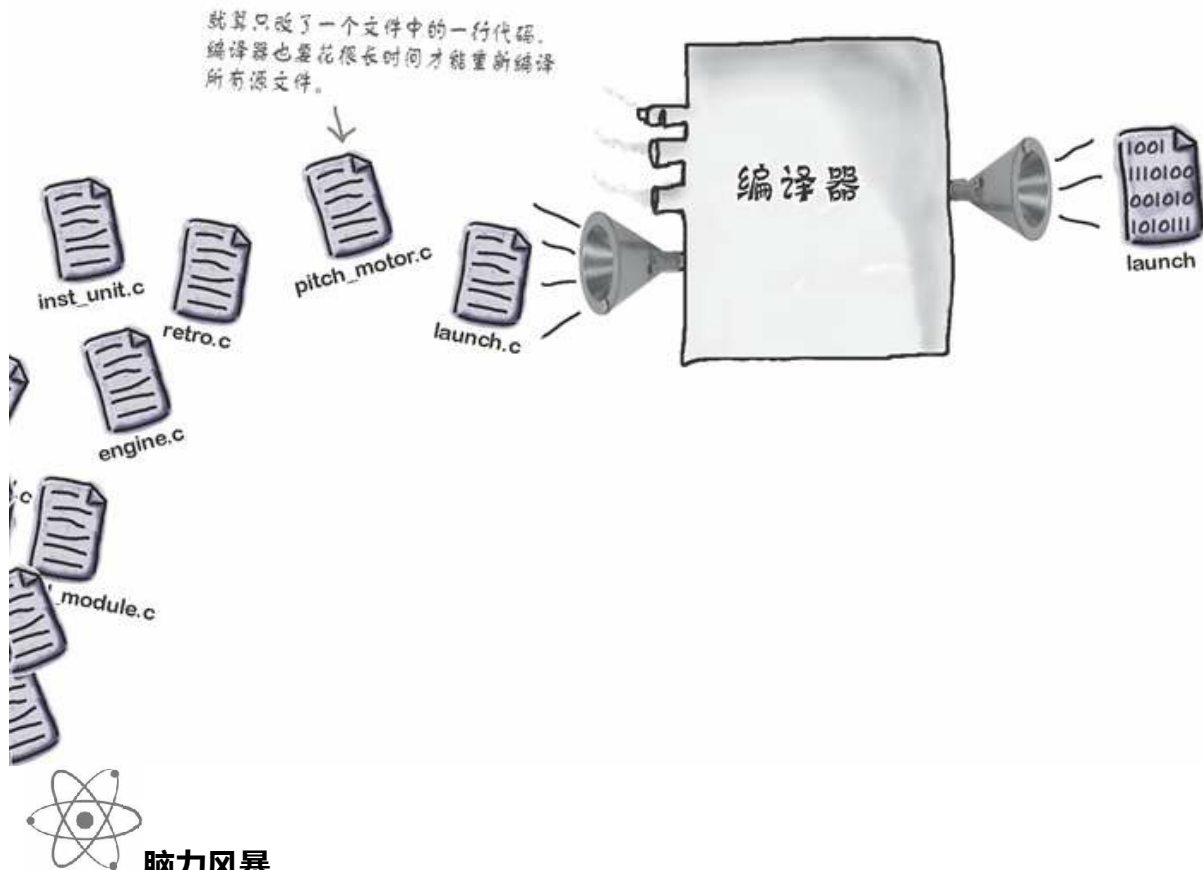 就算只改了一个文件中的一行代码，
编译器也要花很长时间才能重新编译
所有源文件。
编译器
1001
1110100
001010
1010111
launch
inst_unit.c
retro.c
pitch_motor.c
launch.c
engine.c
.c
_module.c
脑力风暴